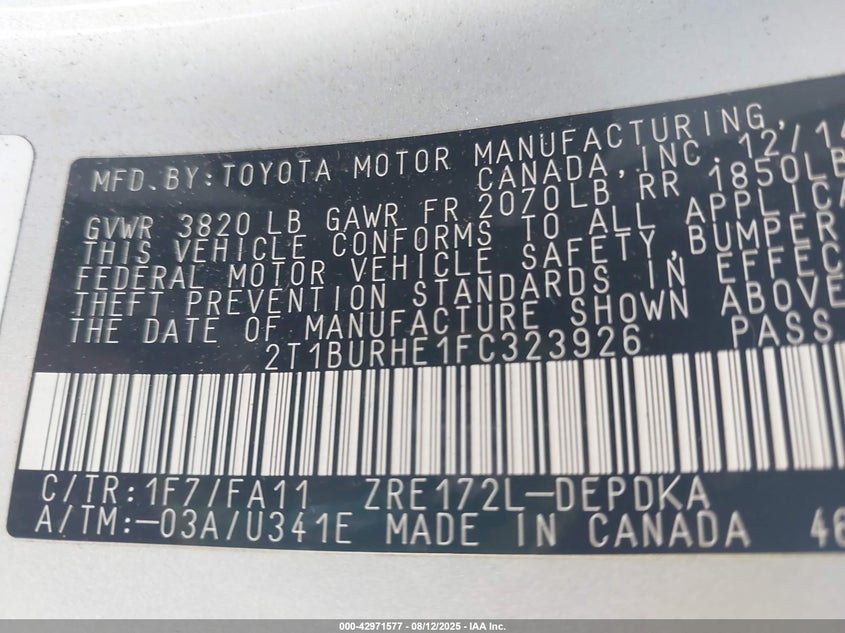 MFD.BY:TOYOTA MOTOR MANUFACTURING,
CANADA,INC. 12/14
GVWR 3820 LB GAWR FR 2070LB RR 1850LB
THIS VEHICLE CONFORMS TO ALL APPLICA
FEDERAL MOTOR VEHICLE SAFETY,BUMPER
THEFT PREVENTION STANDARDS IN EFFEC
THE DATE OF MANUFACTURE SHOWN ABOVE
2T1BURHE1FC323926 PASS
C/TR:1F7/FA11 ZRE172L-DEPDKA
A/TM:-03A/U341E MADE IN CANADA 46
000-42971577 - 08/12/2025 - IAA Inc.